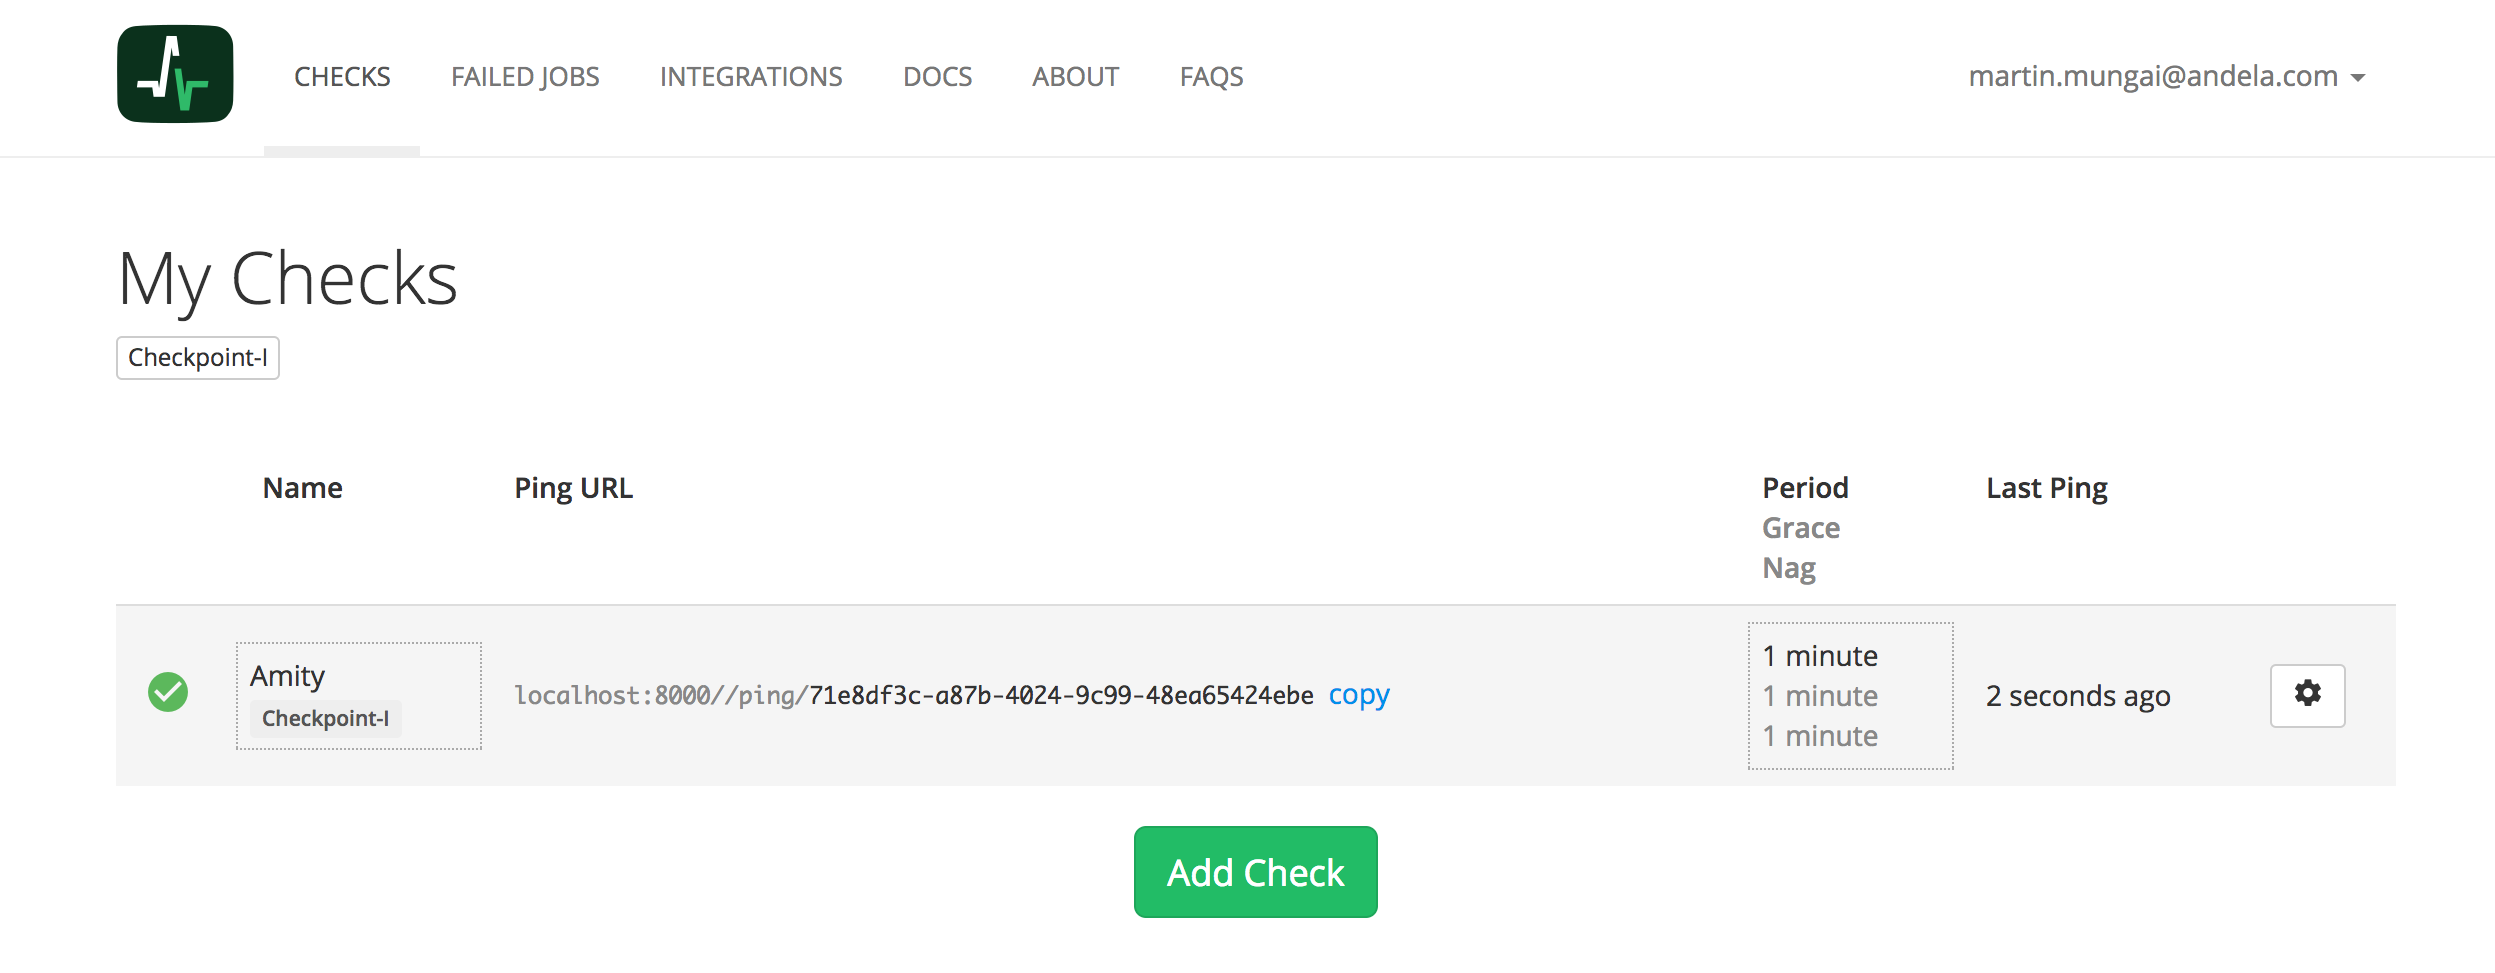 CHECKS FAILED JOBS INTEGRATIONS DOCS ABOUT FAQS martin.mungai@andela.com
My Checks
Checkpoint-I
Name Ping URL Period Last Ping
Grace
Nag
Amity
Checkpoint-I
localhost:8000//ping/71e8df3c-a87b-4024-9c99-48ea65424ebe copy
1 minute
1 minute
1 minute
2 seconds ago
Add Check